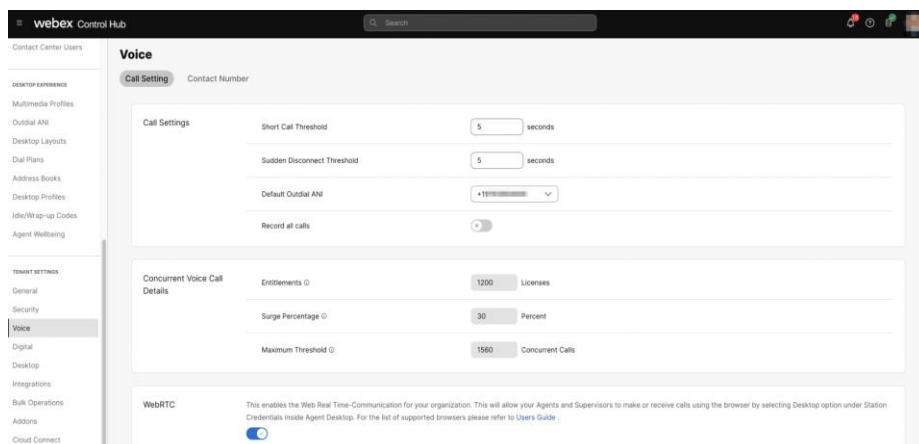 webex Control Hub
Search
Contact Center Users
DESKTOP EXPERIENCE
Multimedia Profiles
Outdial ANI
Desktop Layouts
Dial Plans
Address Books
Desktop Profiles
Idle/Wrap-up Codes
Agent Wellbeing
TENANT SETTINGS
General
Security
Voice
Digital
Desktop
Integrations
Bulk Operations
Addons
Cloud Connect
Voice
Call Setting Contact Number
Call Settings
Short Call Threshold 5 seconds
Sudden Disconnect Threshold 5 seconds
Default Outdial ANI
Record all calls
Concurrent Voice Call
Details
Entitlements 1200 Licenses
Surge Percentage 30 Percent
Maximum Threshold 1560 Concurrent Calls
WebRTC
This enables the Web Real Time-Communication for your organization. This will allow your Agents and Supervisors to make or receive calls using the browser by selecting Desktop option under Station
Credentials inside Agent Desktop. For the list of supported browsers please refer to Users Guide .